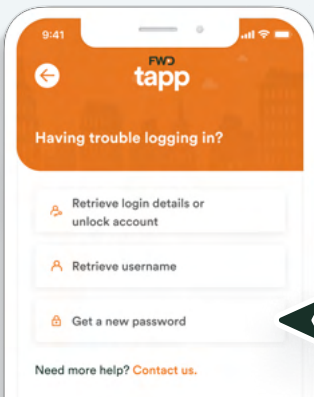 9:41
FWD
tapp
Having trouble logging in?
Retrieve login details or
unlock account
Retrieve username
Get a new password
Need more help? Contact us.